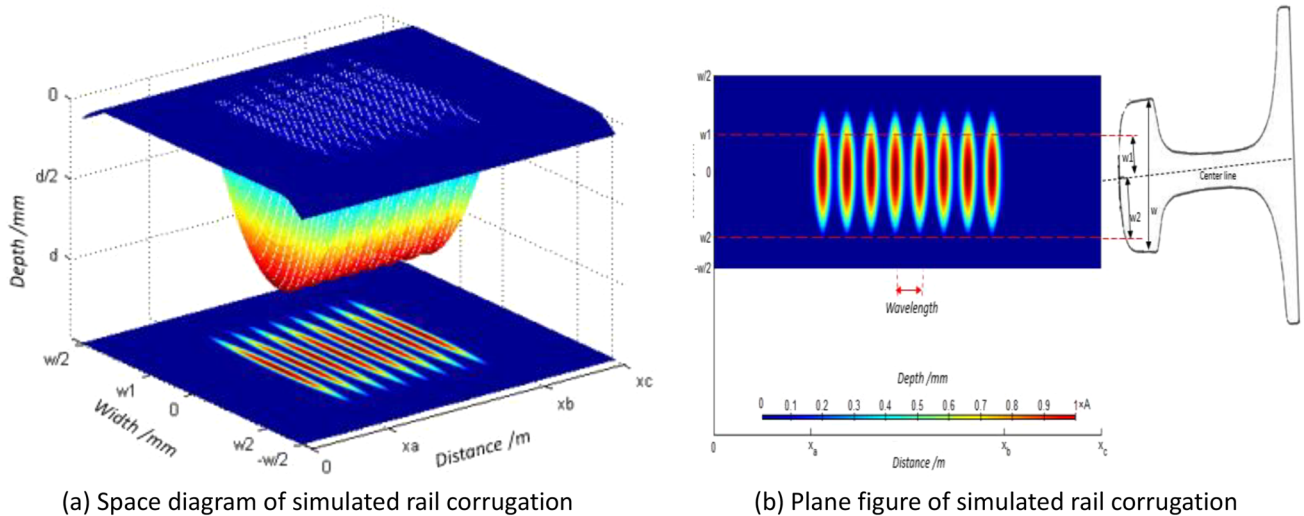 0
d/2
d
Depth /mm
w/2
w1
0
w2
-w/2
Width /mm
0
xa
xb
xc
Distance /m
(a) Space diagram of simulated rail corrugation
w/2
w1
0
w2
-w/2
Wavelength
Depth /mm
0 0.1 0.2 0.3 0.4 0.5 0.6 0.7 0.8 0.9 1×A
0 xa xb xc
Distance /m
w1
Center line
w2
w
(b) Plane figure of simulated rail corrugation